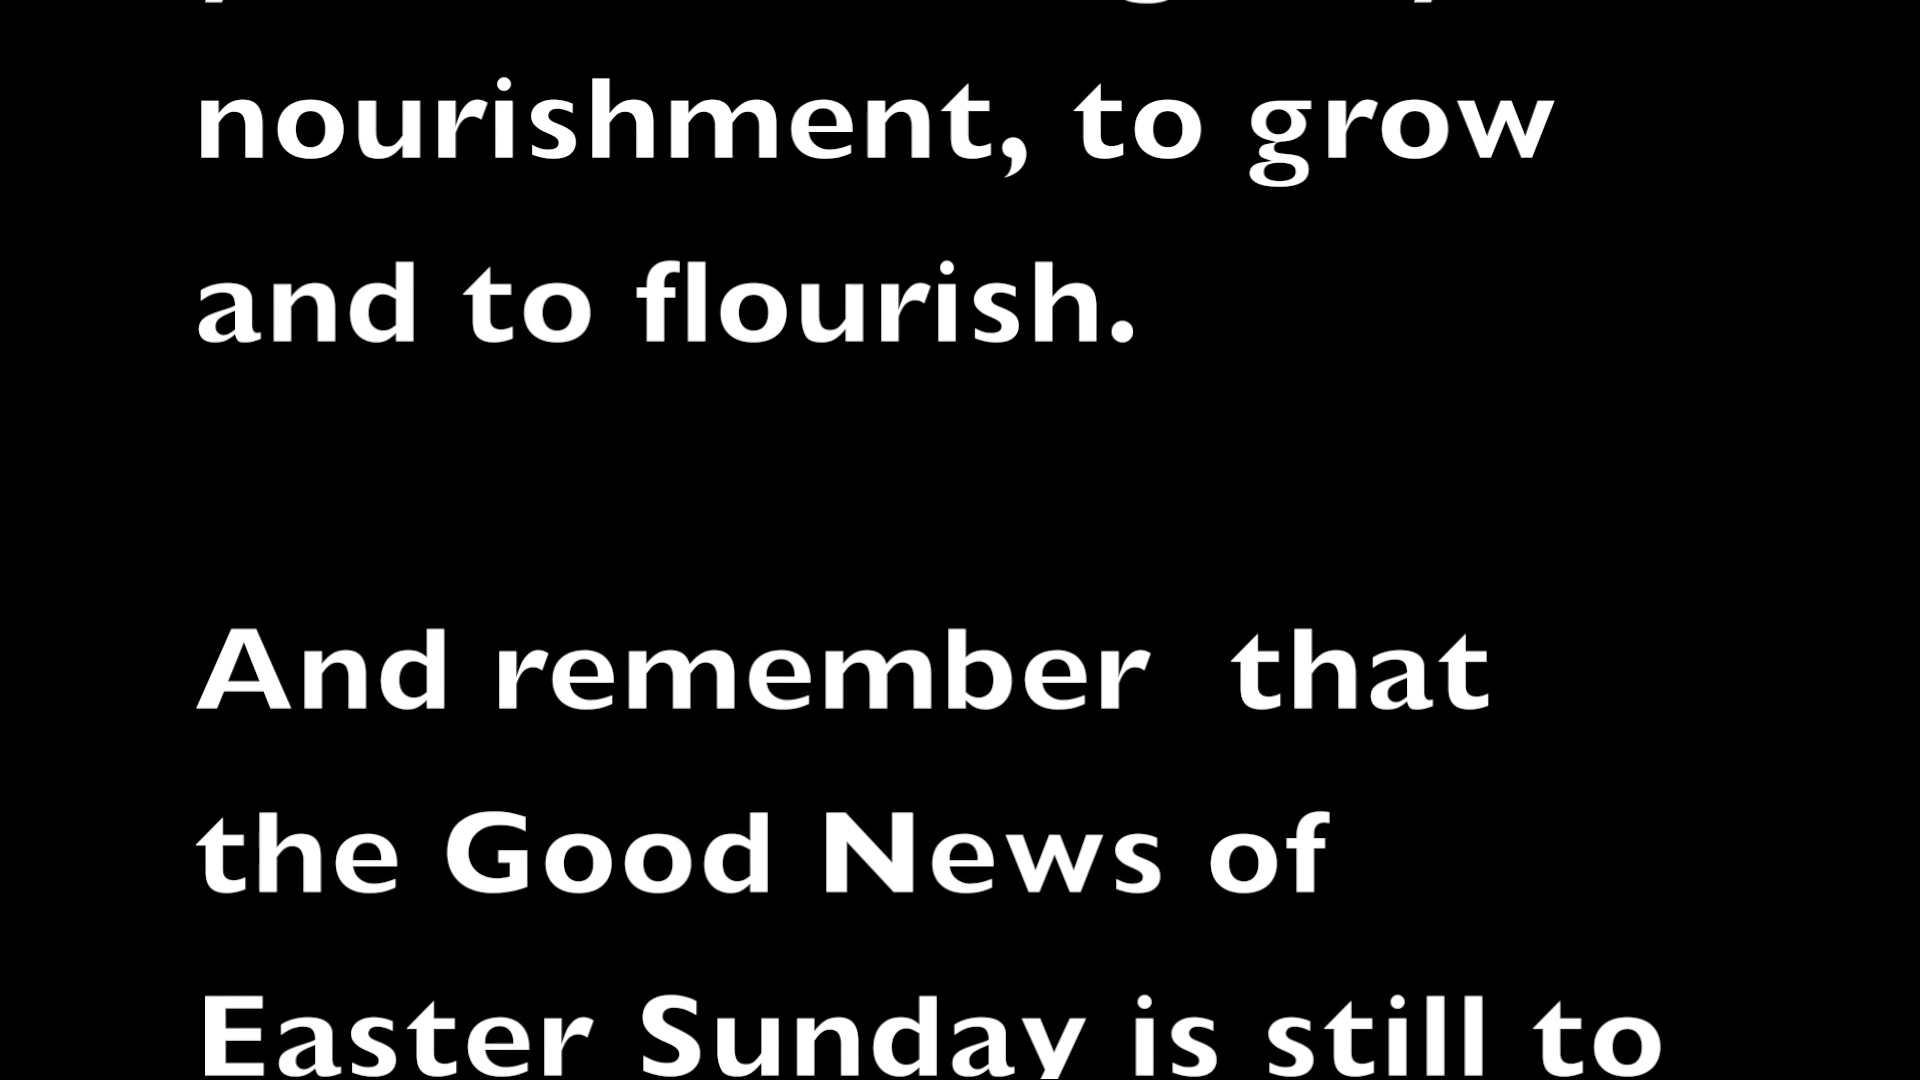 nourishment, to grow
and to flourish.
And remember  that
the Good News of
Easter Sunday is still to